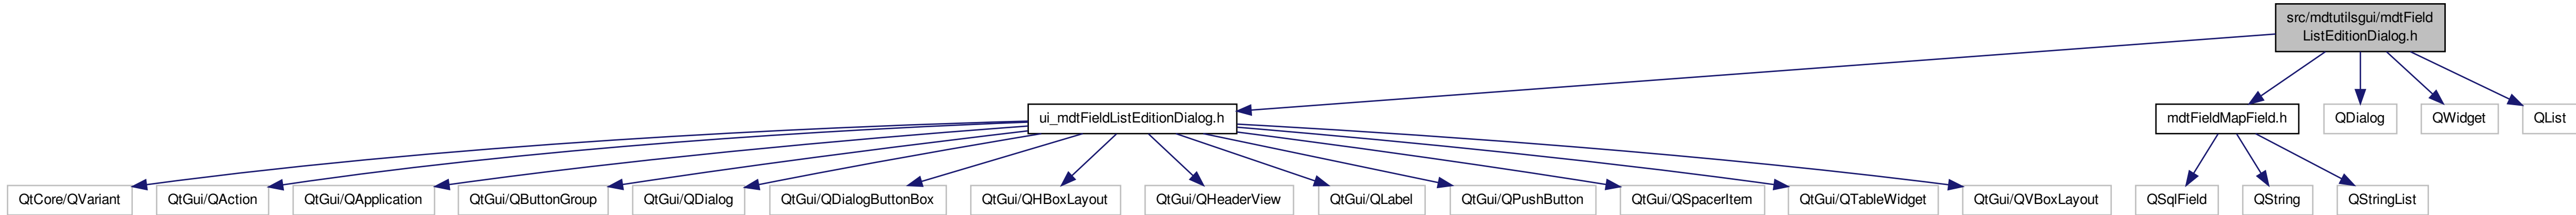 src/mdtutilsgui/mdtField
ListEditionDialog.h
ui_mdtFieldListEditionDialog.h
mdtFieldMapField.h
QDialog
QWidget
QList
QtCore/QVariant
QtGui/QAction
QtGui/QApplication
QtGui/QButtonGroup
QtGui/QDialog
QtGui/QDialogButtonBox
QtGui/QHBoxLayout
QtGui/QHeaderView
QtGui/QLabel
QtGui/QPushButton
QtGui/QSpacerItem
QtGui/QTableWidget
QtGui/QVBoxLayout
QSqlField
QString
QStringList